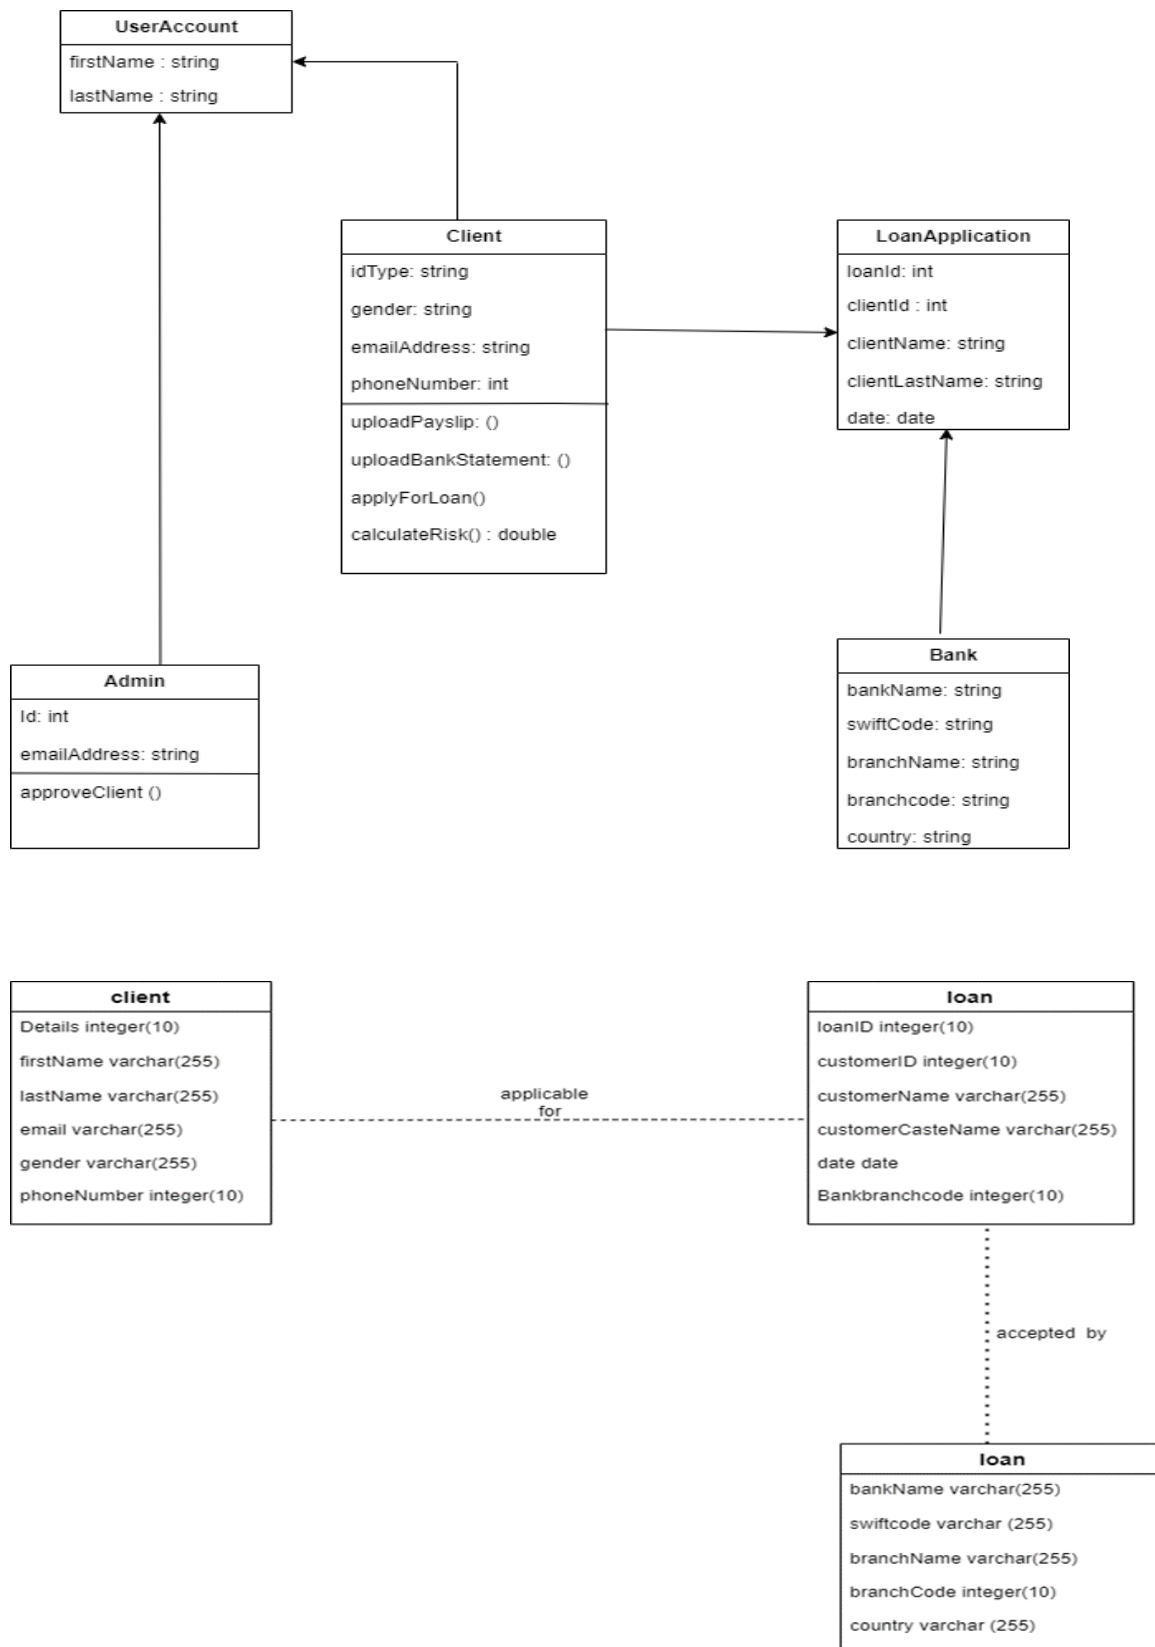 UserAccount
firstName : string
lastName : string
Client
idType: string
gender: string
emailAddress: string
phoneNumber: int
uploadPayslip: ()
uploadBankStatement: ()
applyForLoan()
calculateRisk() : double
LoanApplication
loanId: int
clientId : int
clientName: string
clientLastName: string
date: date
Admin
Id: int
emailAddress: string
approveClient ()
Bank
bankName: string
swiftCode: string
branchName: string
branchcode: string
country: string
client
Details integer(10)
firstName varchar(255)
lastName varchar(255)
email varchar(255)
gender varchar(255)
phoneNumber integer(10)
applicable
for
loan
loanID integer(10)
customerID integer(10)
customerName varchar(255)
customerCasteName varchar(255)
date date
Bankbranchcode integer(10)
accepted by
loan
bankName varchar(255)
swiftcode varchar (255)
branchName varchar(255)
branchCode integer(10)
country varchar (255)